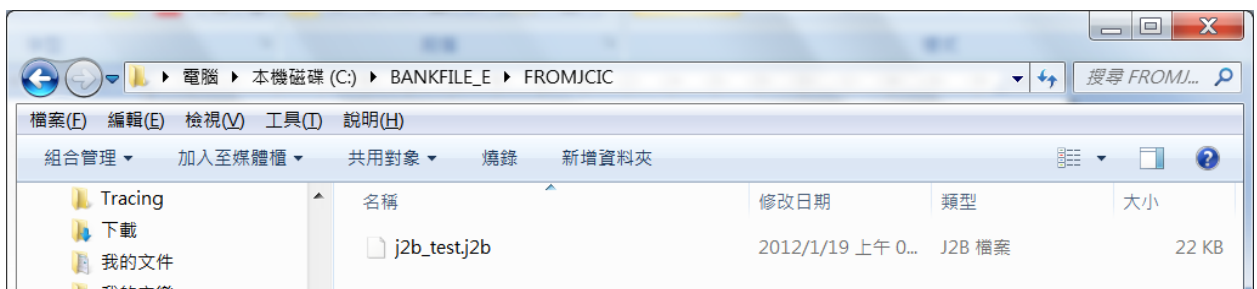 電腦 ▸ 本機磁碟 (C:) ▸ BANKFILE_E ▸ FROMJCIC
搜尋 FROMJ...
檔案(F) 編輯(E) 檢視(V) 工具(T) 說明(H)
組合管理 加入至媒體櫃 共用對象 燒錄 新增資料夾
Tracing
下載
我的文件
名稱 修改日期 類型 大小
j2b_test.j2b 2012/1/19 上午 0... J2B 檔案 22 KB